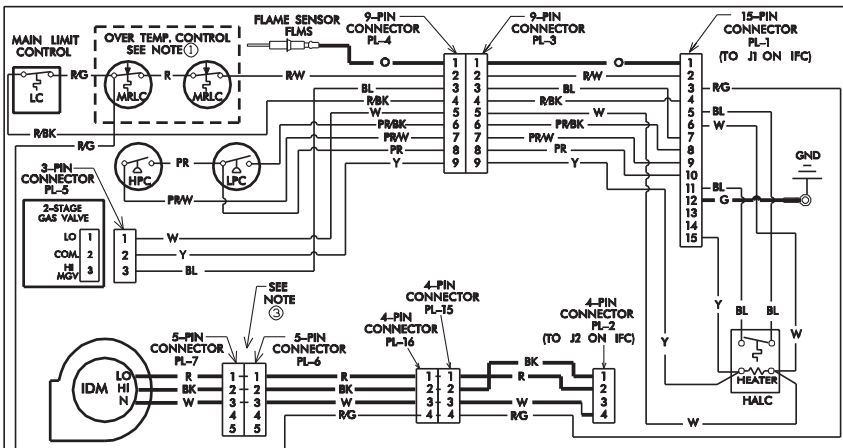 FLAME SENSOR
FLMS
9-PIN
CONNECTOR
PL-4
9-PIN
CONNECTOR
PL-3
15-PIN
CONNECTOR
PL-1
(TO J1 ON IFC)
MAIN LIMIT
CONTROL
OVER TEMP. CONTROL
SEE NOTE ①
LC
R/G
MRLC
R
MRLC
R/W
R/BK
R/G
O
BL
R/BK
W
PR/BK
PR/W
PR
Y
1
2
3
4
5
6
7
8
9
1
2
3
4
5
6
7
8
9
O
R/W
BL
R/BK
W
PR/BK
PR/W
PR
Y
1
2
3
4
5
6
7
8
9
10
11
12
13
14
15
R/G
BL
W
BL
G
GND
HPC
PR
LPC
PR/W
3-PIN
CONNECTOR
PL-5
2-STAGE
GAS VALVE
LO 1
COM. 2
HI 3
MGV
1
2
3
W
Y
BL
SEE
NOTE
③
5-PIN
CONNECTOR
PL-7
5-PIN
CONNECTOR
PL-6
4-PIN
CONNECTOR
PL-16
4-PIN
CONNECTOR
PL-15
4-PIN
CONNECTOR
PL-2
(TO J2 ON IFC)
IDM
LO
HI
N
R
BK
W
1
2
3
4
5
1
2
3
4
5
R
BK
W
R/G
1
2
3
4
1
2
3
4
BK
R
W
R/G
1
2
3
4
Y
Y
BL
BL
W
HEATER
HALC
W